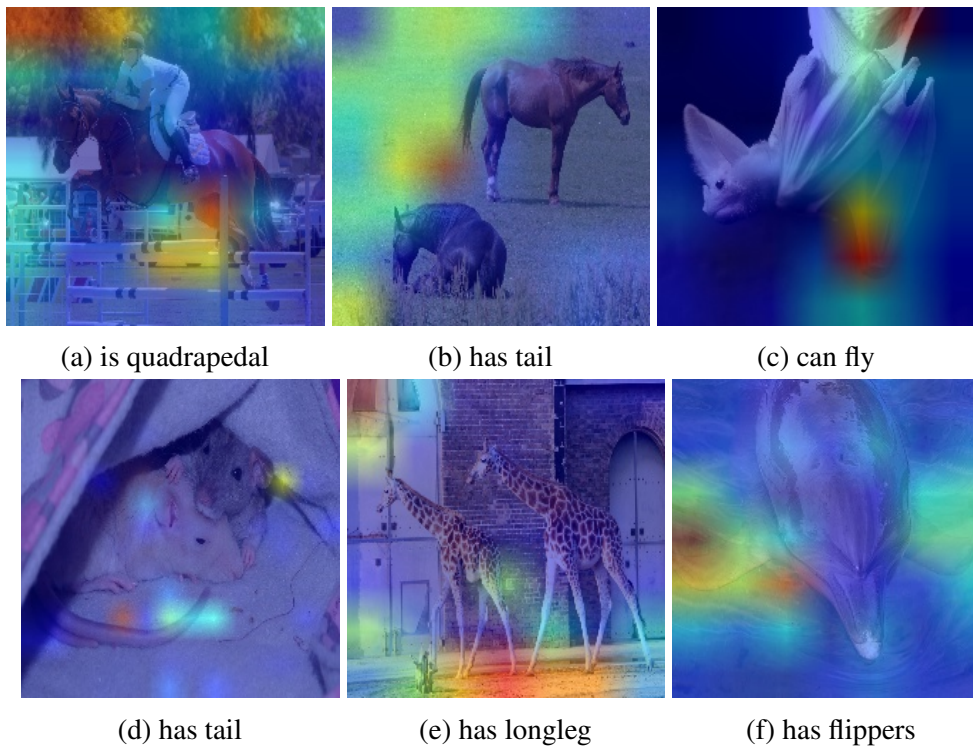 (a) is quadrapedal
(b) has tail
(c) can fly
(d) has tail
(e) has longleg
(f) has flippers